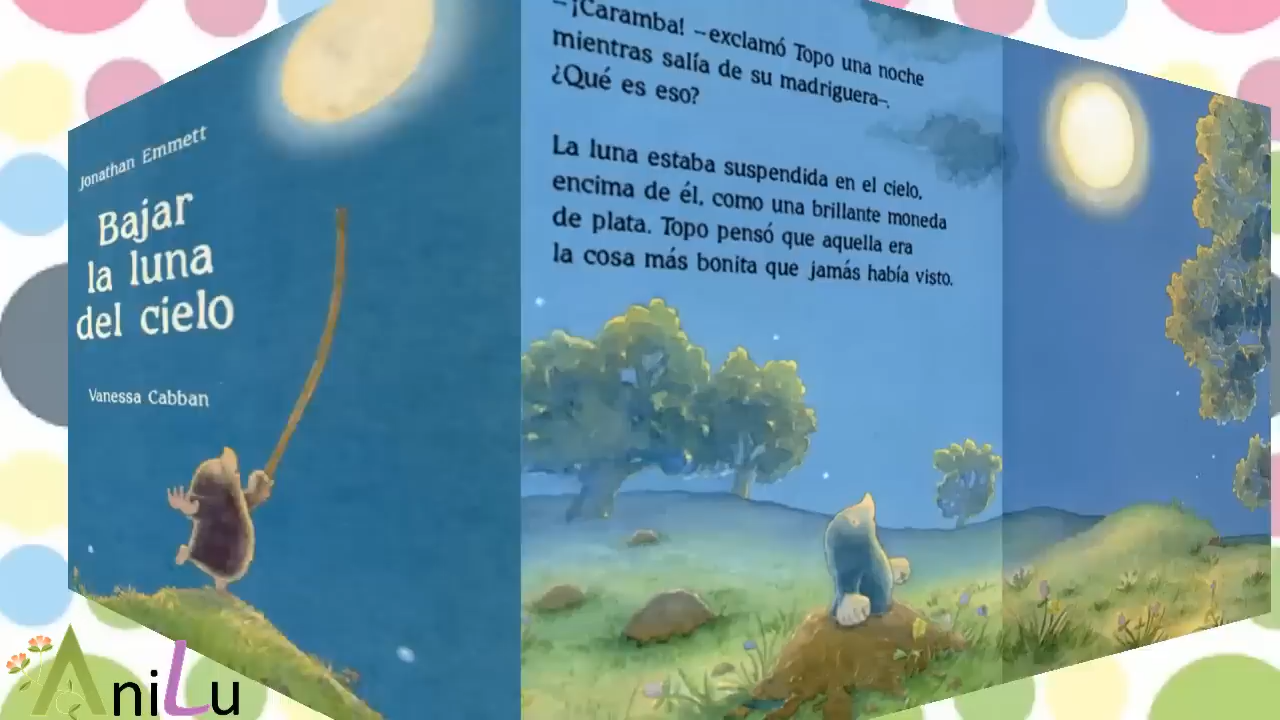 Jonathan Emmett
Bajar
la luna
del cielo
Vanessa Cabban
–¡Caramba! –exclamó Topo una noche
mientras salía de su madriguera–.
¿Qué es eso?
La luna estaba suspendida en el cielo,
encima de él, como una brillante moneda
de plata. Topo pensó que aquella era
la cosa más bonita que jamás había visto.
AniLu